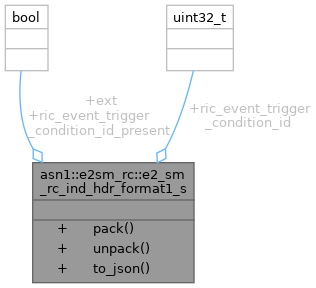 bool
uint32_t
+ext
+ric_event_trigger
_condition_id_present
+ric_event_trigger
_condition_id
asn1::e2sm_rc::e2_sm
_rc_ind_hdr_format1_s
+ pack()
+ unpack()
+ to_json()